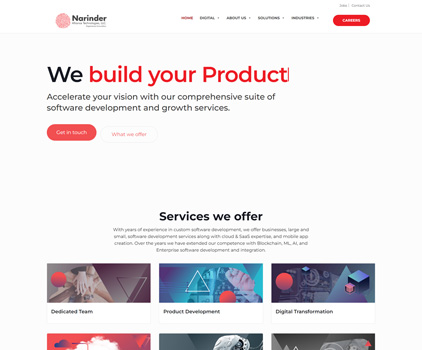 Jobs | Contact Us
Narinder
HOME DIGITAL ABOUT US SOLUTIONS INDUSTRIES CAREERS
We build your Product
Accelerate your vision with our comprehensive suite of
software development and growth services.
Get in touch What we offer
Services we offer
With years of experience in custom software development, we offer businesses, large and
small, software development services along with cloud & SaaS expertise, and mobile app
creation. Over the years we have extended our competence with Blockchain, ML, AI, and
Enterprise software development and integration.
Dedicated Team Product Development Digital Transformation